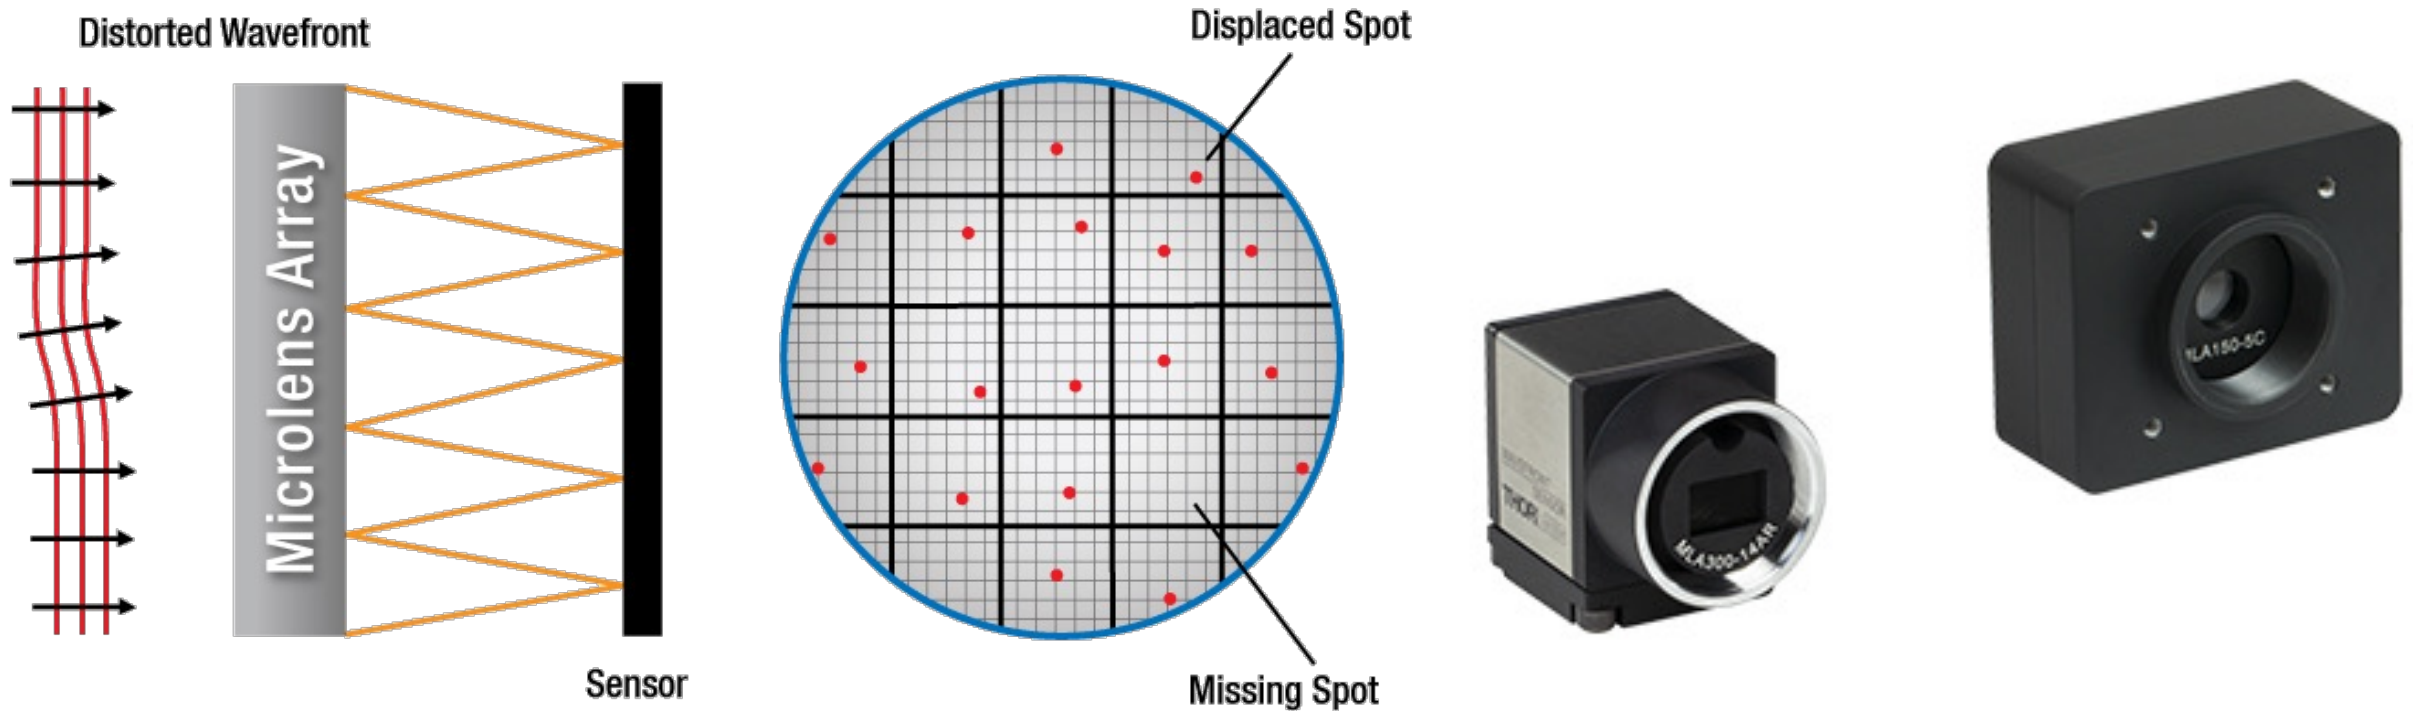 Distorted Wavefront
Microlens Array
Sensor
Displaced Spot
Missing Spot
THOR
MLA300-14AR
MLA150-5C